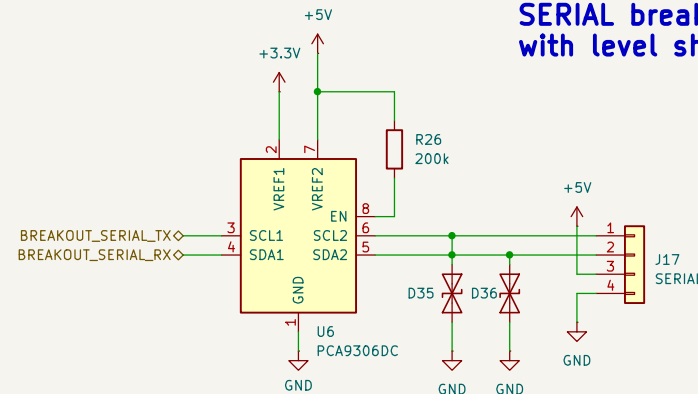 SERIAL break
with level sh
+5V
+3.3V
R26
200k
2
7
VREF1
VREF2
EN
8
+5V
BREAKOUT_SERIAL_TX
3
SCL1
SCL2
6
1
BREAKOUT_SERIAL_RX
4
SDA1
SDA2
5
2
3
4
J17
SERIAL
GND
1
D35
D36
U6
PCA9306DC
GND
GND
GND
GND